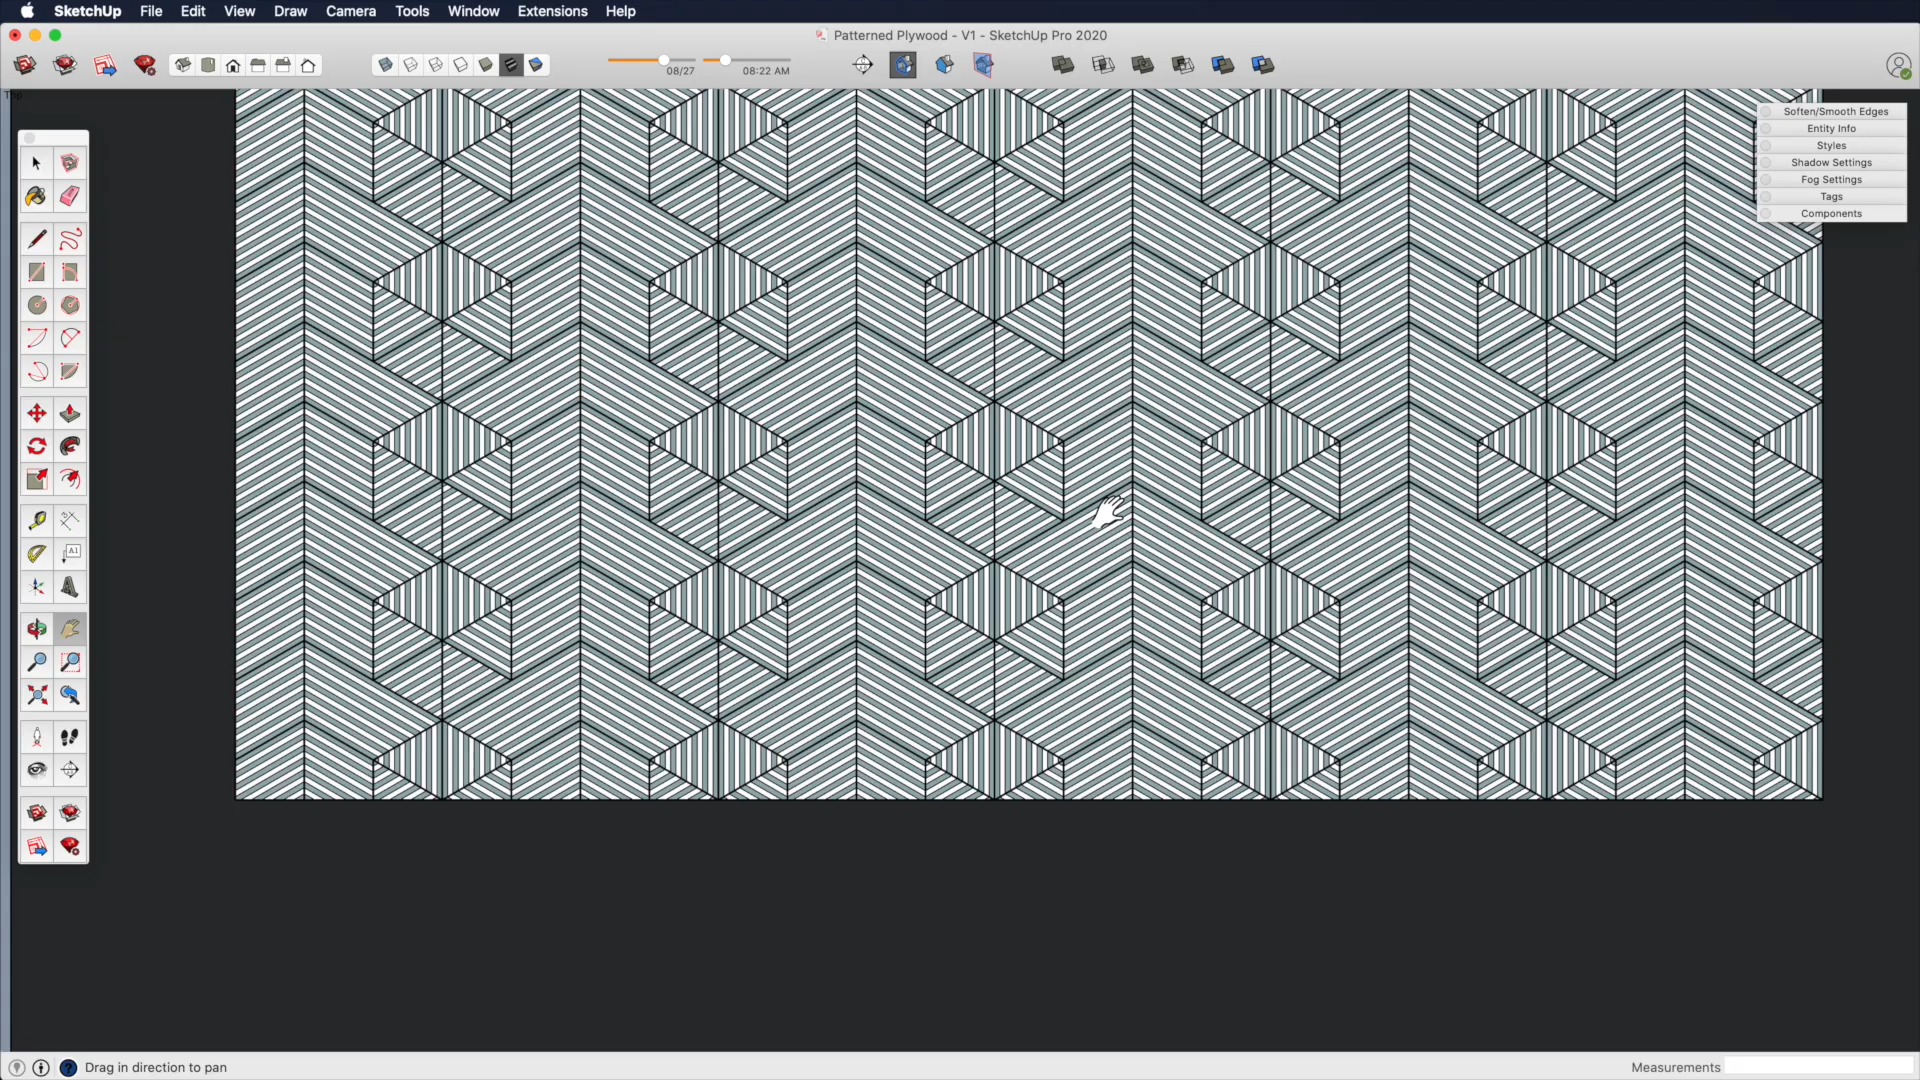 SketchUp File Edit View Draw Camera Tools Window Extensions Help
Patterned Plywood - V1 - SketchUp Pro 2020
08/27 08:22 AM
Top
Soften/Smooth Edges
Entity Info
Styles
Shadow Settings
Fog Settings
Tags
Components
A1
Drag in direction to pan
Measurements